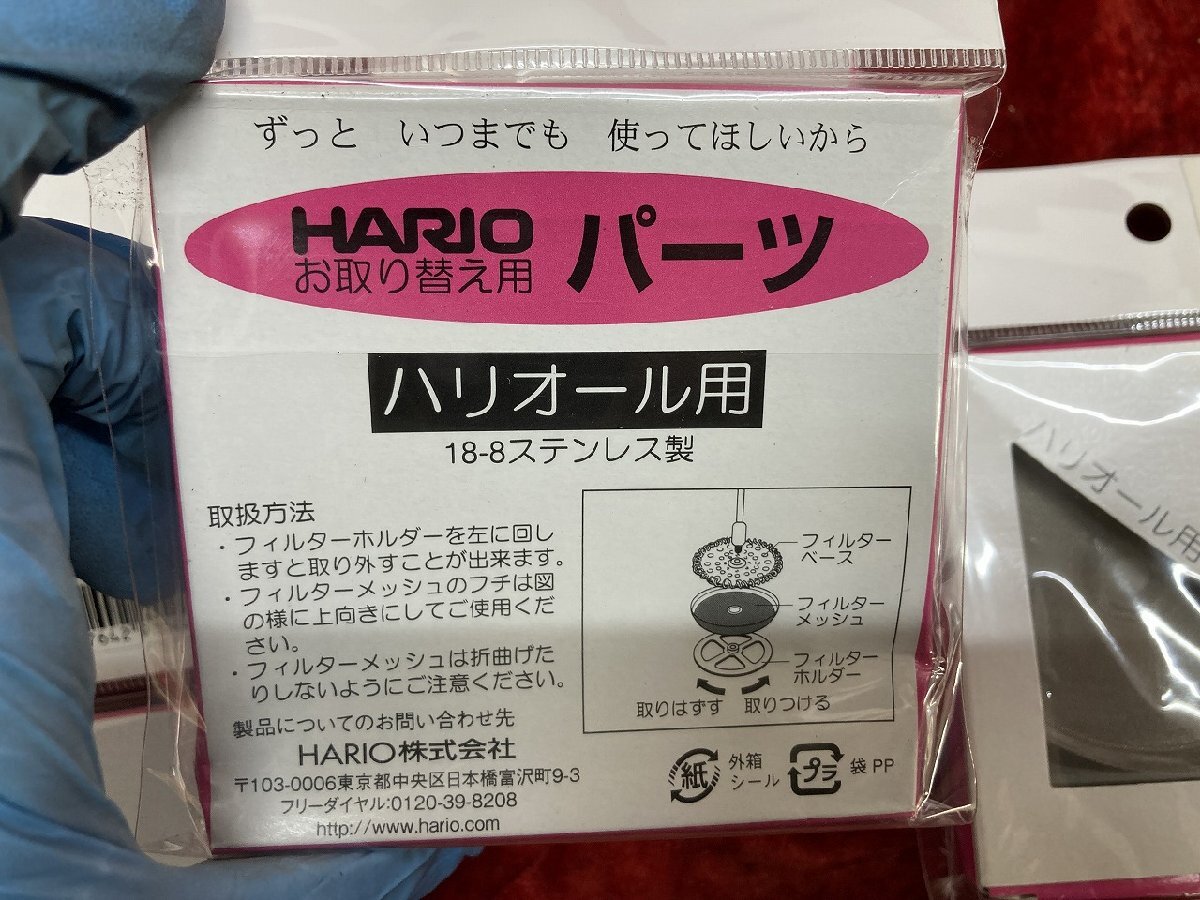 ずっと いつまでも 使ってほしいから
HARIO
お取り替え用
パーツ
ハリオール用
18-8ステンレス製
取扱方法
・フィルターホルダーを左に回し
ますと取り外すことが出来ます。
・フィルターメッシュのフチは図
の様に上向きにしてご使用くだ
さい。
・フィルターメッシュは折曲げた
りしないようにご注意ください。
フィルター
ベース
フィルター
メッシュ
フィルター
ホルダー
取りはずす 取りつける
製品についてのお問い合わせ先
HARIO株式会社
〒103-0006東京都中央区日本橋富沢町9-3
フリーダイヤル:0120-39-8208
http://www.hario.com
紙
外箱
シール
プラ
袋 PP
ハリオール用